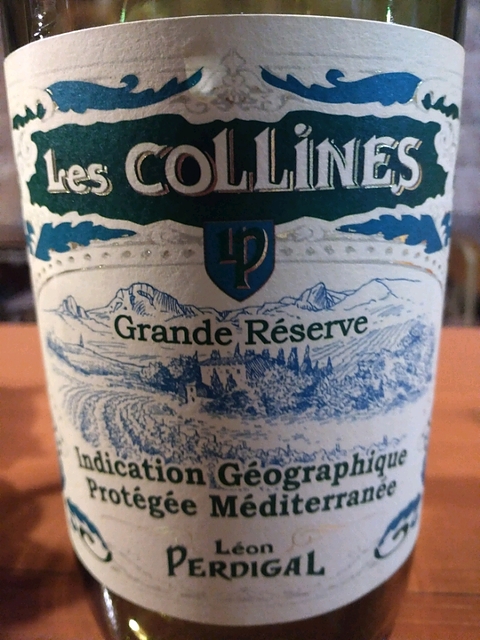 Les COLLiNES
LP
Grande Réserve
Indication Géographique
Protégée Méditerranée
Léon
PERDIGAL